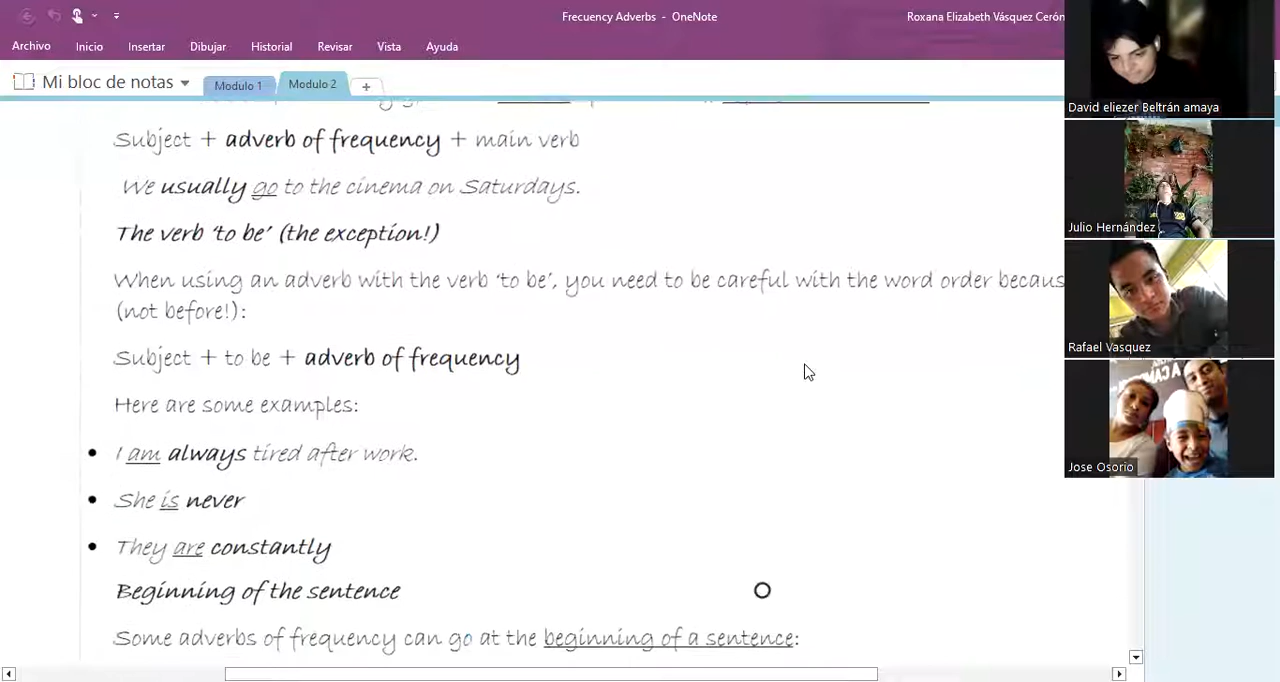 Frecuency Adverbs - OneNote
Roxana Elizabeth Vásquez Cerón
Archivo Inicio Insertar Dibujar Historial Revisar Vista Ayuda
Mi bloc de notas Modulo 1 Modulo 2 +
Subject + adverb of frequency + main verb
We usually go to the cinema on Saturdays.
The verb ‘to be’ (the exception!)
When using an adverb with the verb ‘to be’, you need to be careful with the word order becaus
(not before!):
Subject + to be + adverb of frequency
Here are some examples:
I am always tired after work.
She is never
They are constantly
Beginning of the sentence
Some adverbs of frequency can go at the beginning of a sentence:
David eliezer Beltrán amaya
Julio Hernández
Rafael Vasquez
Jose Osorio